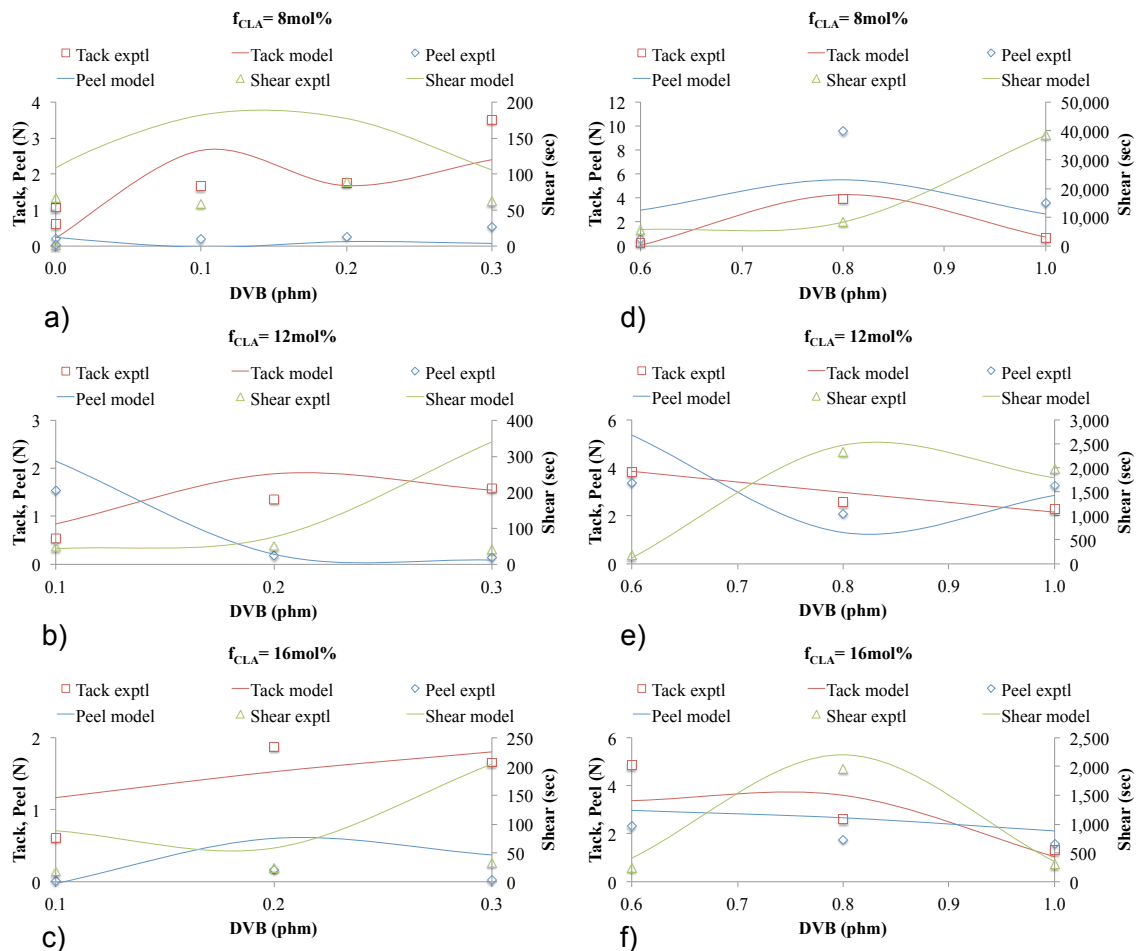 f_CLA= 8mol%
Tack exptl Tack model Peel exptl
Peel model Shear exptl Shear model
Tack, Peel (N)
4
3
2
1
0
200
150
100
50
0
Shear (sec)
0.0 0.1 0.2 0.3
DVB (phm)
a)
f_CLA= 8mol%
Tack exptl Tack model Peel exptl
Peel model Shear exptl Shear model
Tack, Peel (N)
12
10
8
6
4
2
0
50,000
40,000
30,000
20,000
10,000
0
Shear (sec)
0.6 0.7 0.8 0.9 1.0
DVB (phm)
d)
f_CLA= 12mol%
Tack exptl Tack model Peel exptl
Peel model Shear exptl Shear model
Tack, Peel (N)
3
2
1
0
400
300
200
100
0
Shear (sec)
0.1 0.2 0.3
DVB (phm)
b)
f_CLA= 12mol%
Tack exptl Tack model Peel exptl
Peel model Shear exptl Shear model
Tack, Peel (N)
6
4
2
0
3,000
2,500
2,000
1,500
1,000
500
0
Shear (sec)
0.6 0.7 0.8 0.9 1.0
DVB (phm)
e)
f_CLA= 16mol%
Tack exptl Tack model Peel exptl
Peel model Shear exptl Shear model
Tack, Peel (N)
2
1
0
250
200
150
100
50
0
Shear (sec)
0.1 0.2 0.3
DVB (phm)
c)
f_CLA= 16mol%
Tack exptl Tack model Peel exptl
Peel model Shear exptl Shear model
Tack, Peel (N)
6
4
2
0
2,500
2,000
1,500
1,000
500
0
Shear (sec)
0.6 0.7 0.8 0.9 1.0
DVB (phm)
f)